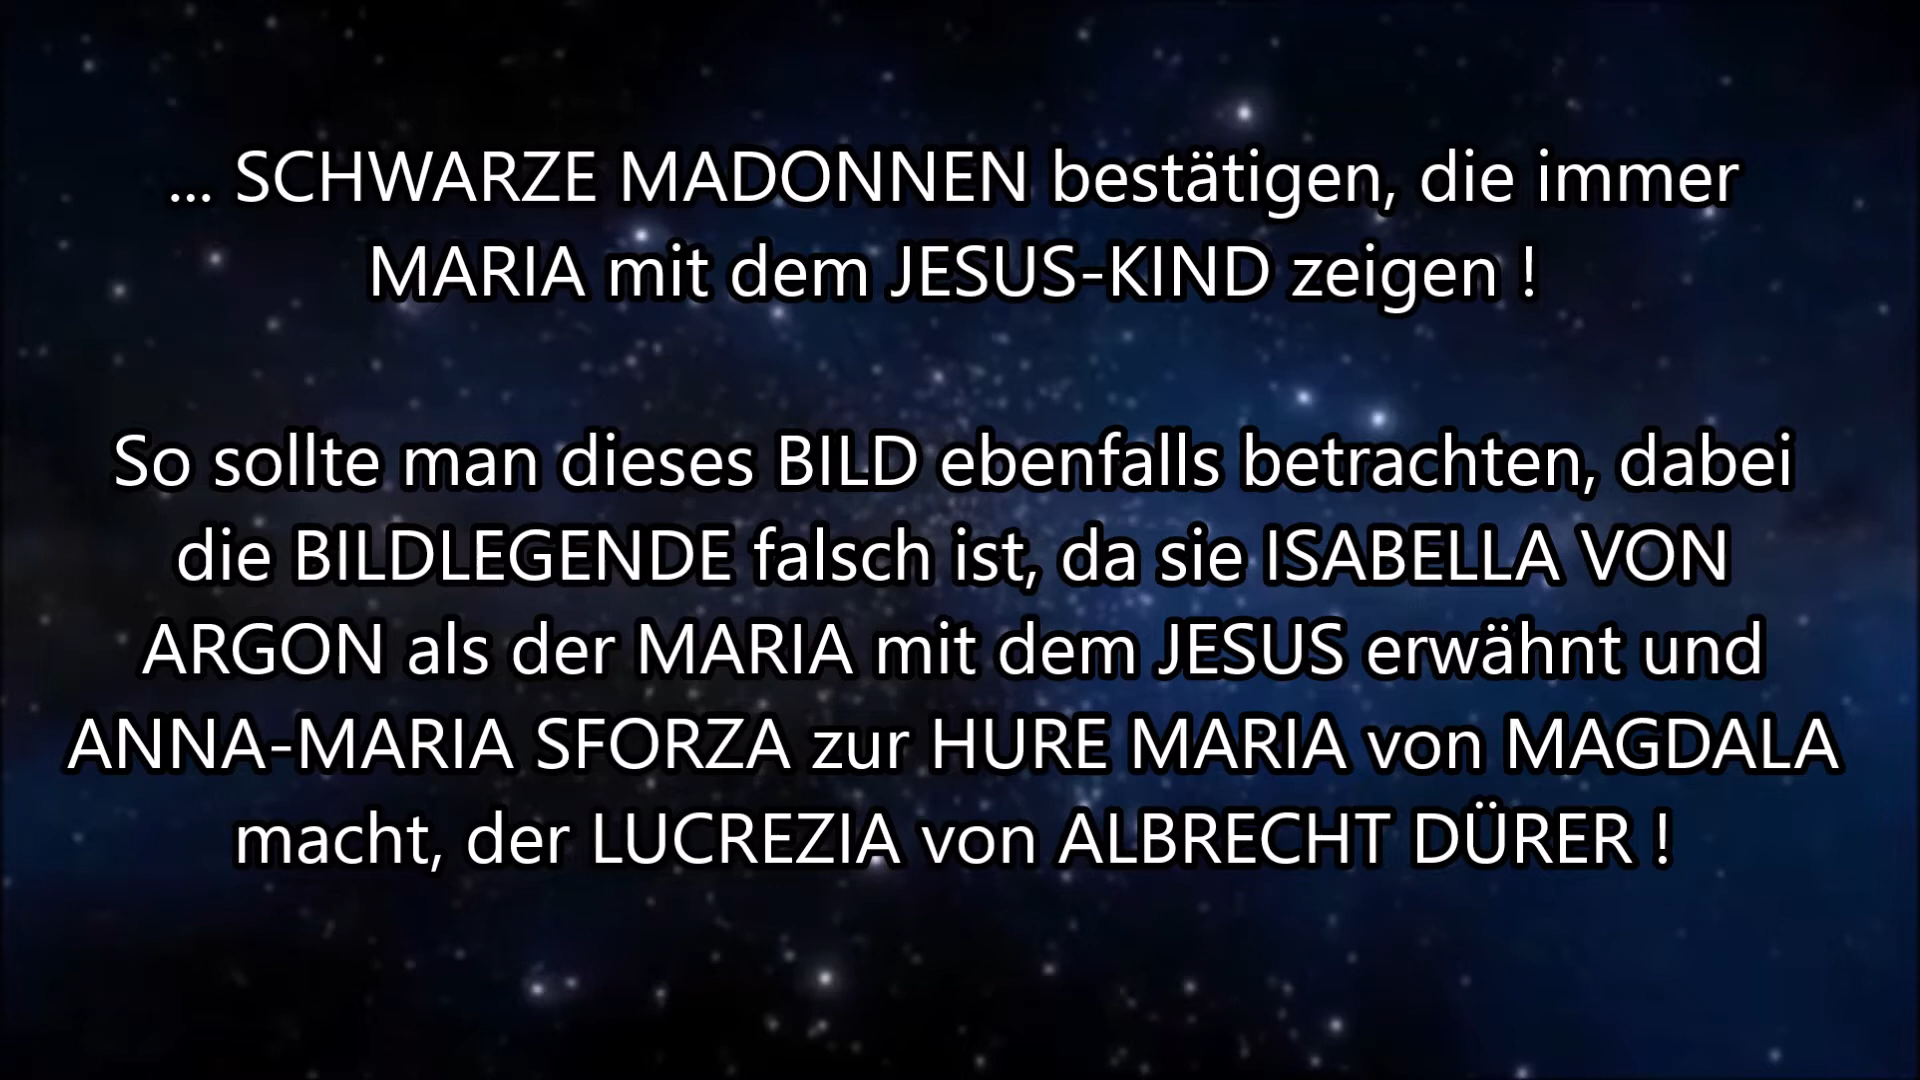 ... SCHWARZE MADONNEN bestätigen, die immer
MARIA mit dem JESUS-KIND zeigen !
So sollte man dieses BILD ebenfalls betrachten, dabei
die BILDLEGENDE falsch ist, da sie ISABELLA VON
ARGON als der MARIA mit dem JESUS erwähnt und
ANNA-MARIA SFORZA zur HURE MARIA von MAGDALA
macht, der LUCREZIA von ALBRECHT DÜRER !